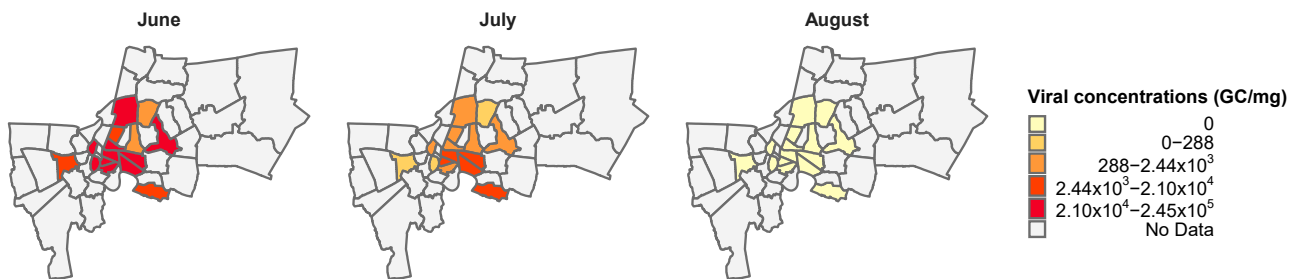 June
July
August
Viral concentrations (GC/mg)
0
0−288
288−2.44x10³
2.44x10³−2.10x10⁴
2.10x10⁴−2.45x10⁵
No Data